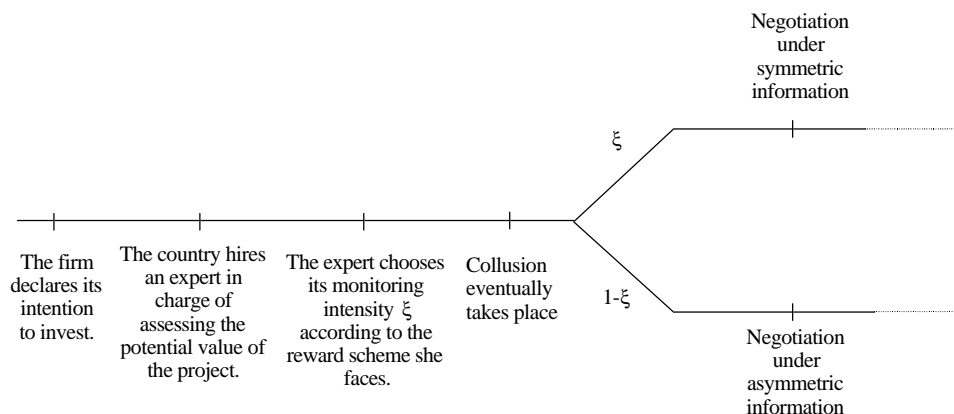 The firm
declares its
intention
to invest.
The country hires
an expert in
charge of
assessing the
potential value of
the project.
The expert chooses
its monitoring
intensity ξ
according to the
reward scheme she
faces.
Collusion
eventually
takes place
ξ
Negotiation
under
symmetric
information
1-ξ
Negotiation
under
asymmetric
information